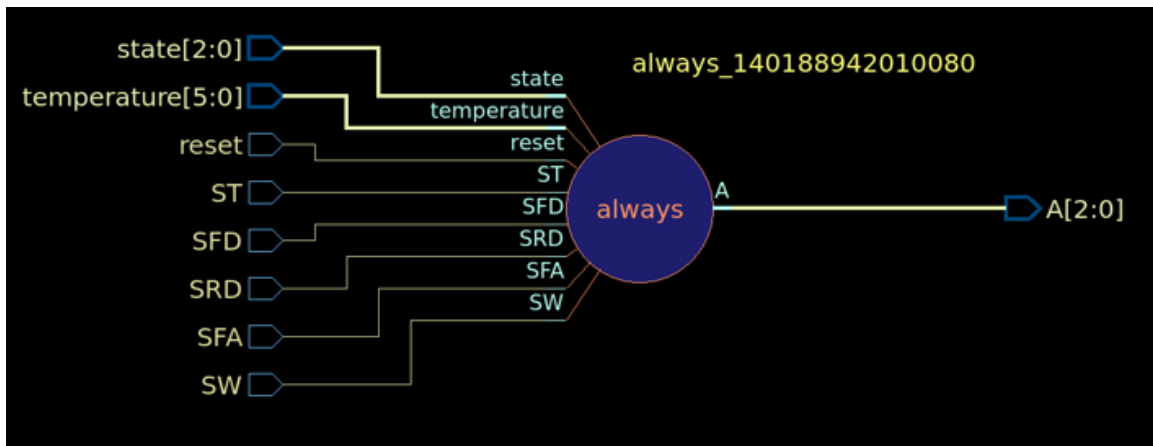 state[2:0]
temperature[5:0]
reset
ST
SFD
SRD
SFA
SW
state
temperature
reset
ST
SFD
SRD
SFA
SW
always_140188942010080
always
A
A[2:0]